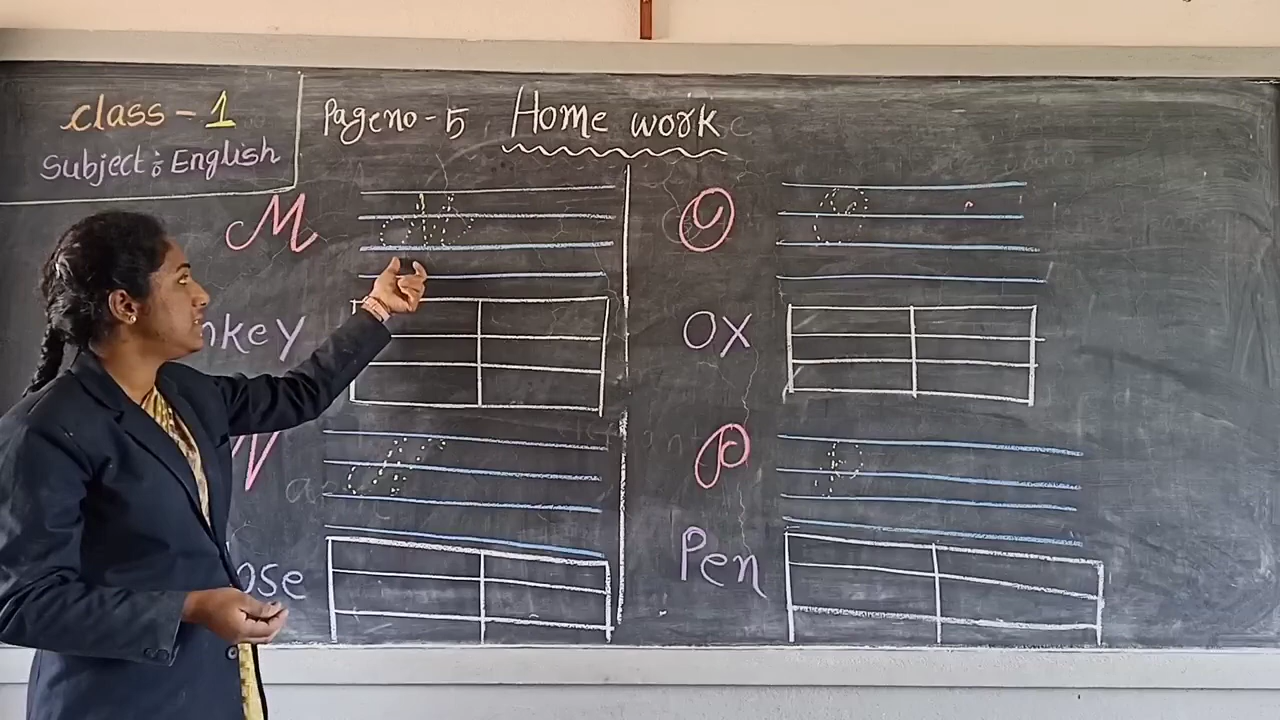 Class - 1
Subject : English
Page no - 5
Home work
M
nkey
N
ose
O
OX
P
Pen